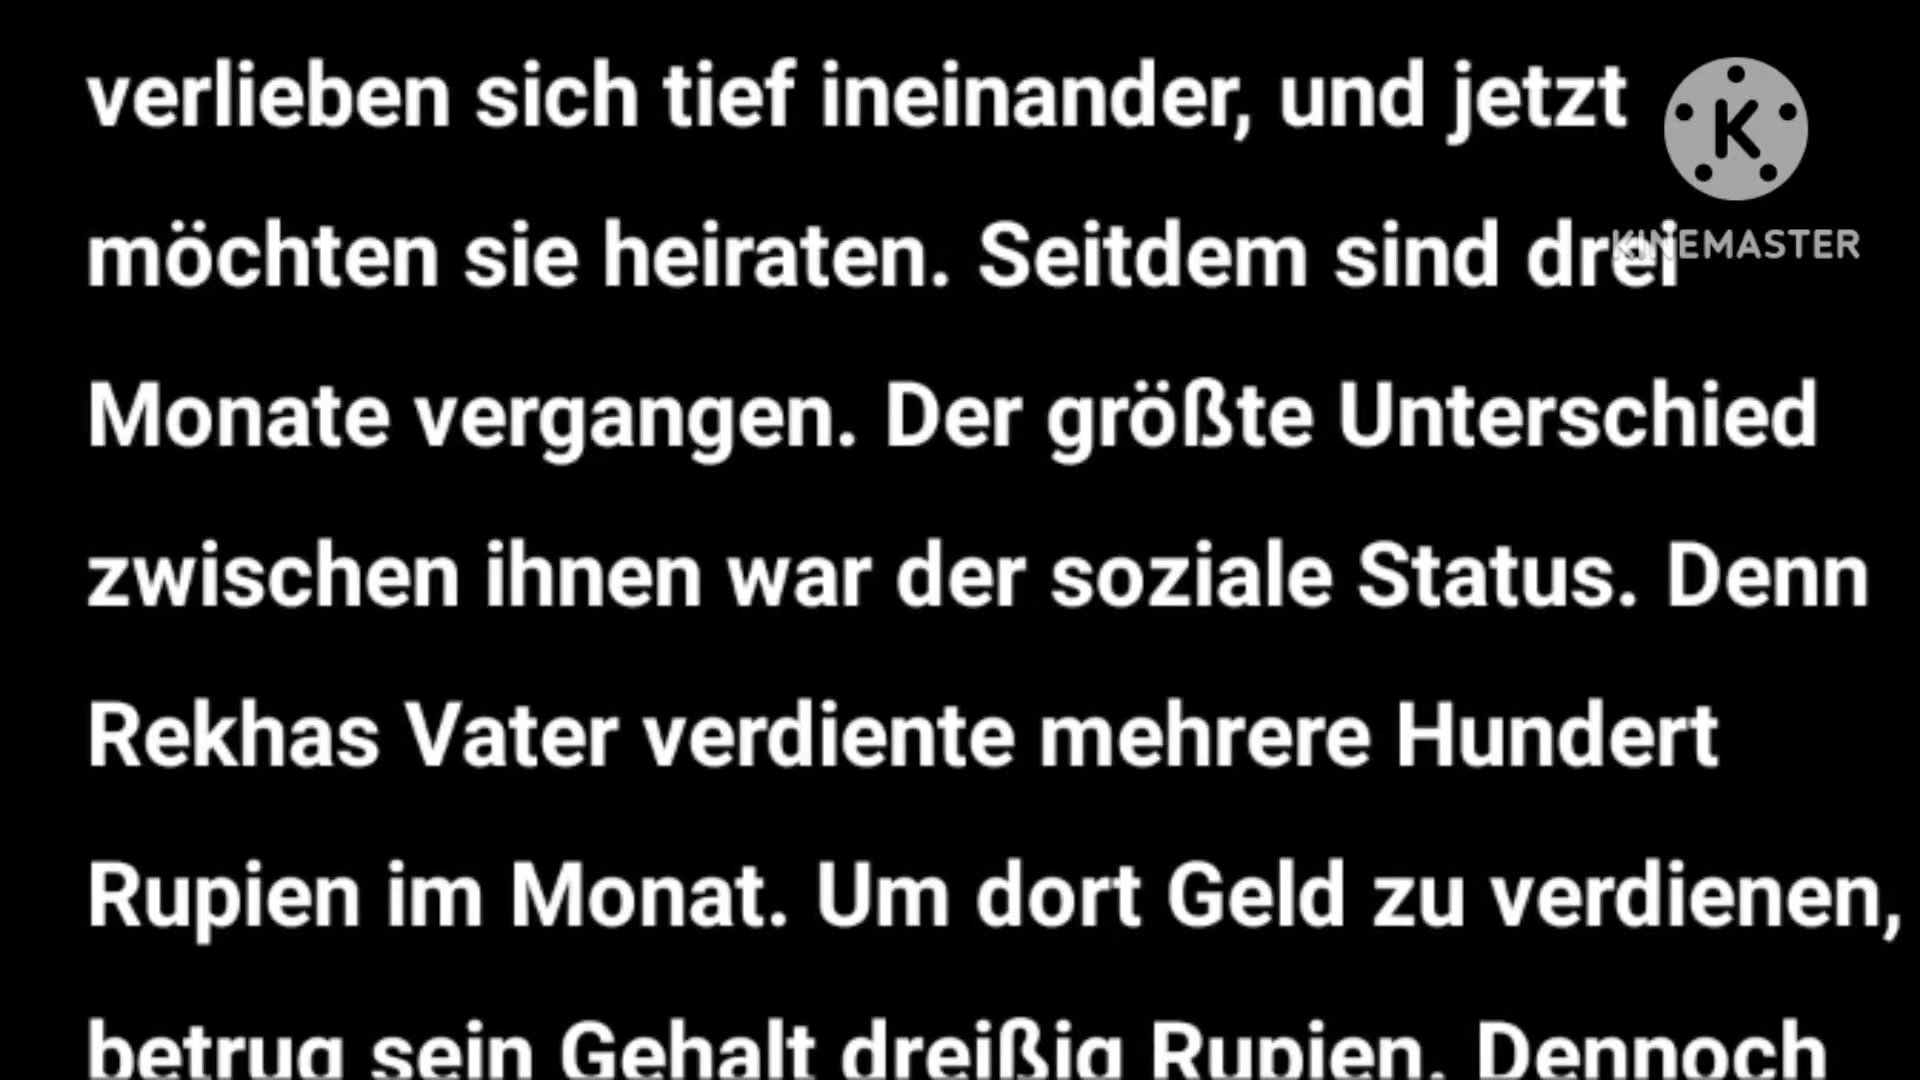 verlieben sich tief ineinander, und jetzt
K
möchten sie heiraten. Seitdem sind drei
KINEMASTER
Monate vergangen. Der größte Unterschied
zwischen ihnen war der soziale Status. Denn
Rekhas Vater verdiente mehrere Hundert
Rupien im Monat. Um dort Geld zu verdienen,
betrug sein Gehalt dreißig Rupien. Dennoch